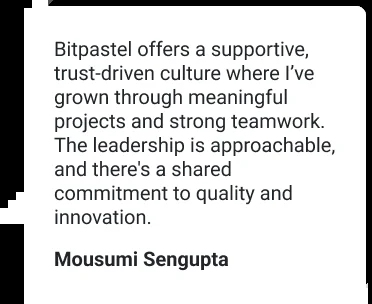 Bitpastel offers a supportive,
trust-driven culture where I’ve
grown through meaningful
projects and strong teamwork.
The leadership is approachable,
and there's a shared
commitment to quality and
innovation.
Mousumi Sengupta